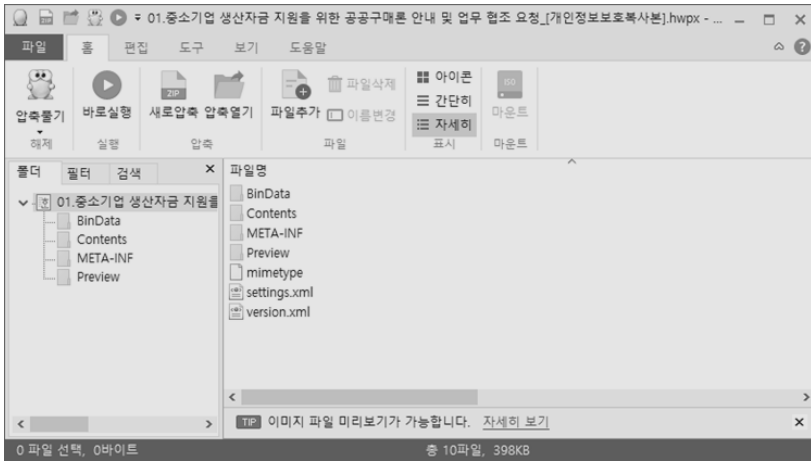 01.중소기업 생산자금 지원을 위한 공공구매론 안내 및 업무 협조 요청_[개인정보보호복사본].hwpx - ...
파일 홈 편집 도구 보기 도움말
압축풀기 바로실행 새로압축 압축열기 파일추가 파일삭제 이름변경 아이콘 간단히 자세히 ISO 마운트
ZIP
해제 실행 압축 파일 표시 마운트
폴더 필터 검색
01.중소기업 생산자금 지원을
BinData
Contents
META-INF
Preview
파일명
BinData
Contents
META-INF
Preview
mimetype
settings.xml
version.xml
TIP 이미지 파일 미리보기가 가능합니다. 자세히 보기
0 파일 선택, 0바이트
총 10파일, 398KB